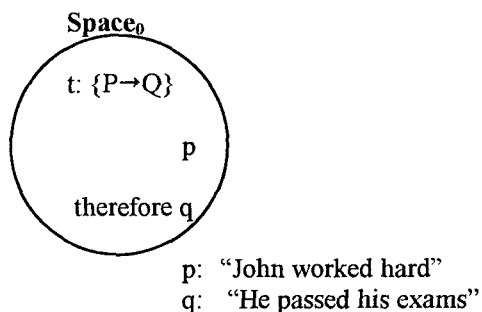 Space₀
t: {P→Q}
p
therefore q
p: "John worked hard"
q: "He passed his exams"